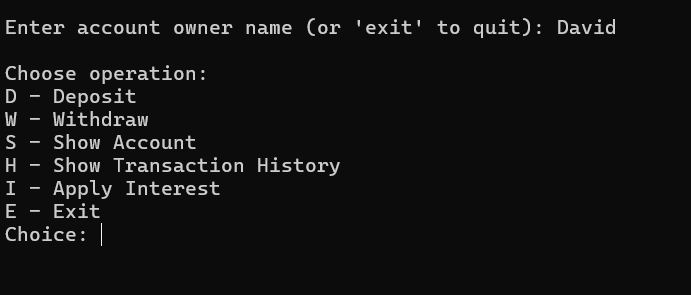 Enter account owner name (or 'exit' to quit): David
Choose operation:
D - Deposit
W - Withdraw
S - Show Account
H - Show Transaction History
I - Apply Interest
E - Exit
Choice: